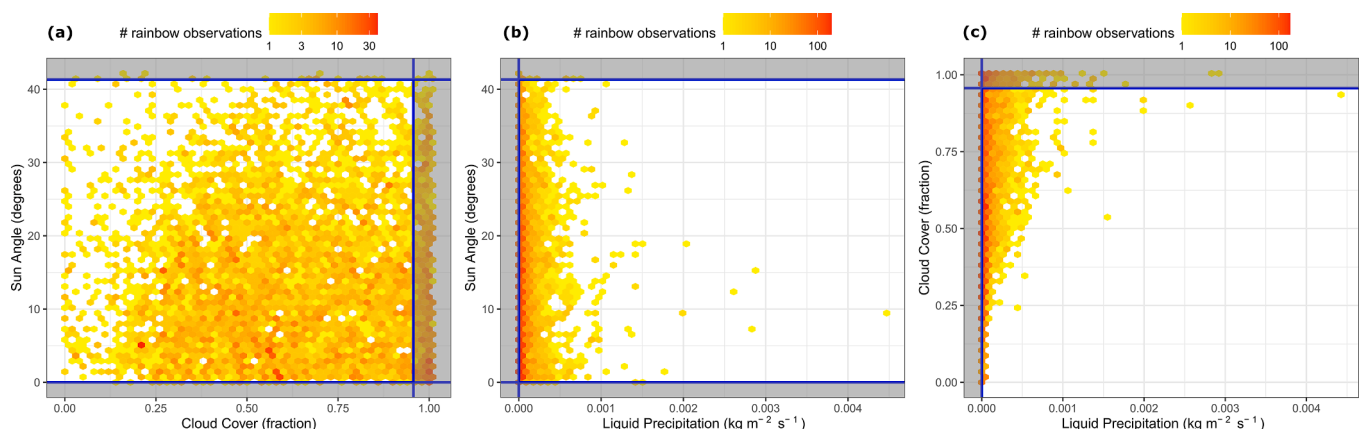 (a)
# rainbow observations
1 3 10 30
Sun Angle (degrees)
40
30
20
10
0
0.00 0.25 0.50 0.75 1.00
Cloud Cover (fraction)
(b)
# rainbow observations
1 10 100
Sun Angle (degrees)
40
30
20
10
0
0.000 0.001 0.002 0.003 0.004
Liquid Precipitation (kg m⁻² s⁻¹)
(c)
# rainbow observations
1 10 100
Cloud Cover (fraction)
1.00
0.75
0.50
0.25
0.00
0.000 0.001 0.002 0.003 0.004
Liquid Precipitation (kg m⁻² s⁻¹)